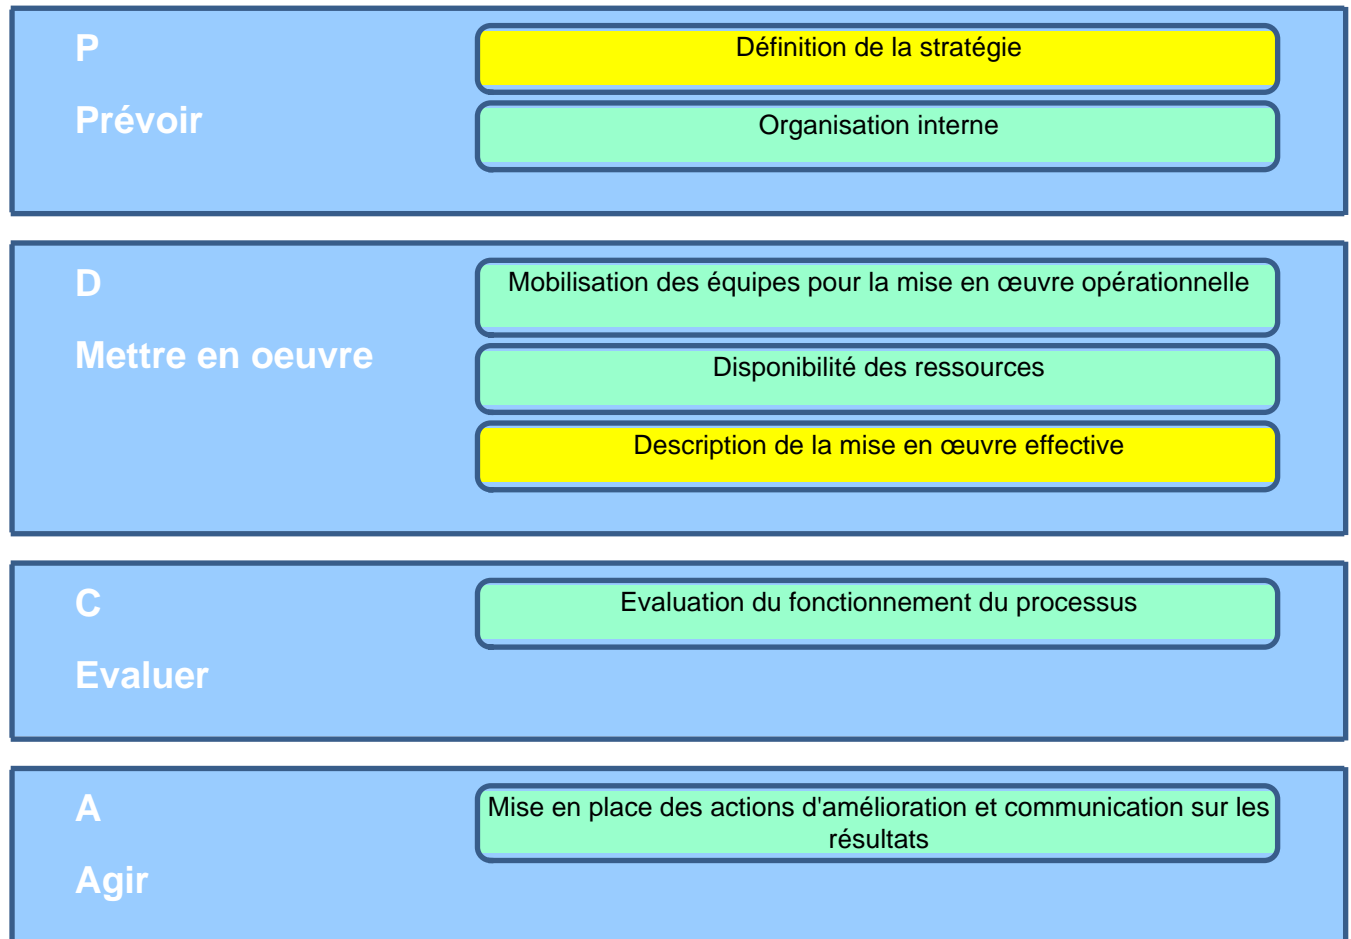 P
Prévoir
Définition de la stratégie
Organisation interne
D
Mettre en oeuvre
Mobilisation des équipes pour la mise en œuvre opérationnelle
Disponibilité des ressources
Description de la mise en œuvre effective
C
Evaluer
Evaluation du fonctionnement du processus
A
Agir
Mise en place des actions d'amélioration et communication sur les
résultats